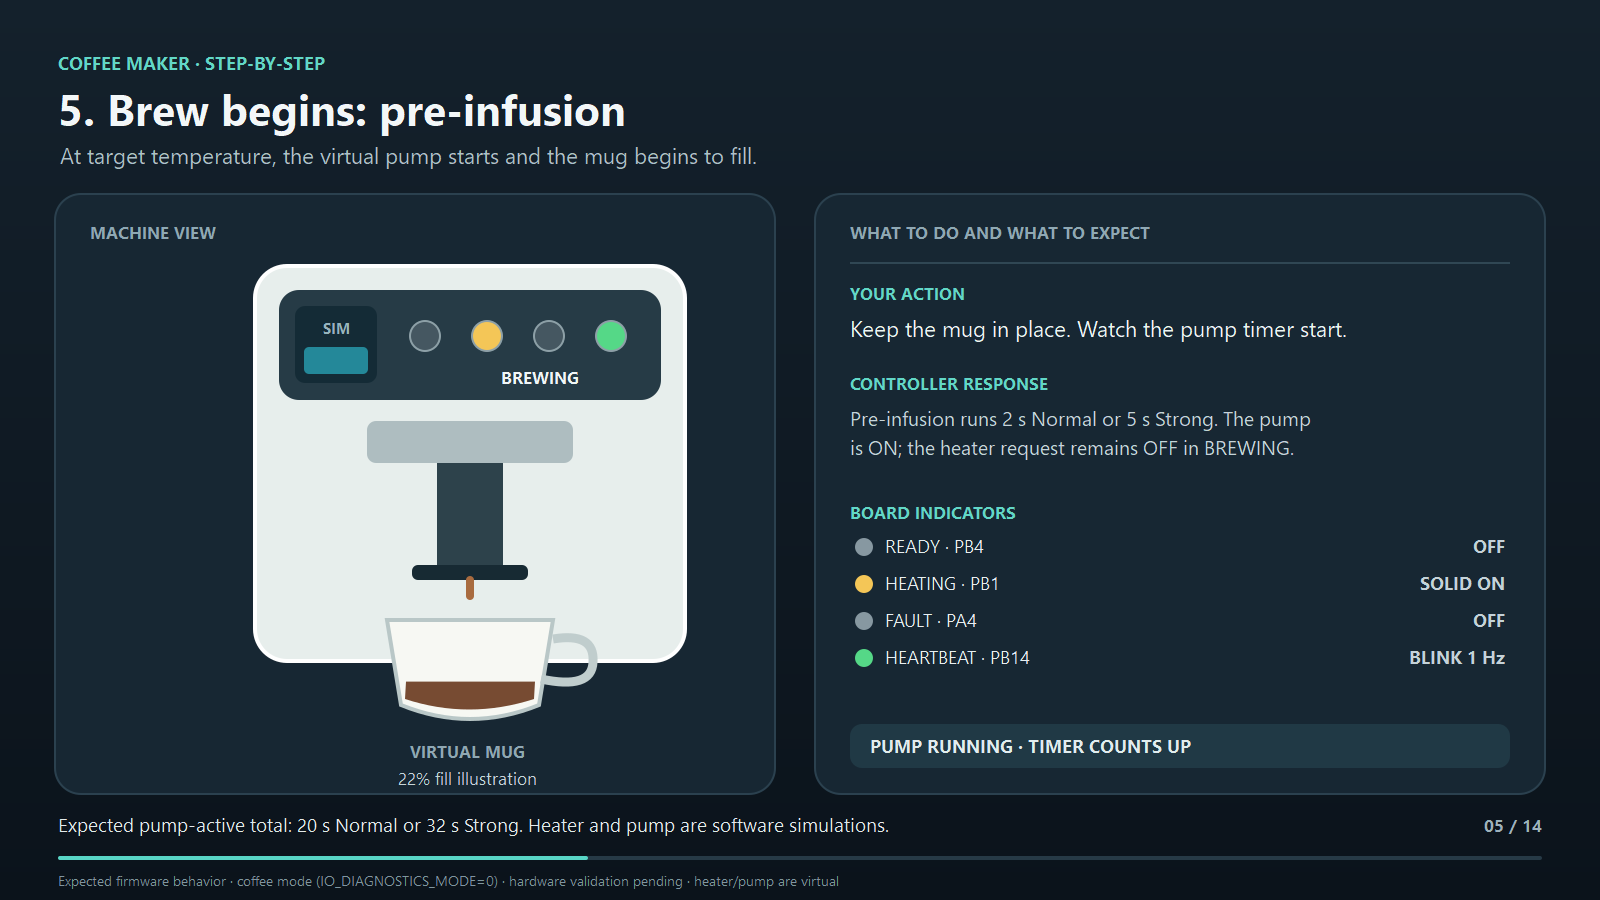 COFFEE MAKER · STEP-BY-STEP
5. Brew begins: pre-infusion
At target temperature, the virtual pump starts and the mug begins to fill.
MACHINE VIEW
SIM
BREWING
VIRTUAL MUG
22% fill illustration
WHAT TO DO AND WHAT TO EXPECT
YOUR ACTION
Keep the mug in place. Watch the pump timer start.
CONTROLLER RESPONSE
Pre-infusion runs 2 s Normal or 5 s Strong. The pump
is ON; the heater request remains OFF in BREWING.
BOARD INDICATORS
READY · PB4 OFF
HEATING · PB1 SOLID ON
FAULT · PA4 OFF
HEARTBEAT · PB14 BLINK 1 Hz
PUMP RUNNING · TIMER COUNTS UP
Expected pump-active total: 20 s Normal or 32 s Strong. Heater and pump are software simulations.
05 / 14
Expected firmware behavior · coffee mode (IO_DIAGNOSTICS_MODE=0) · hardware validation pending · heater/pump are virtual